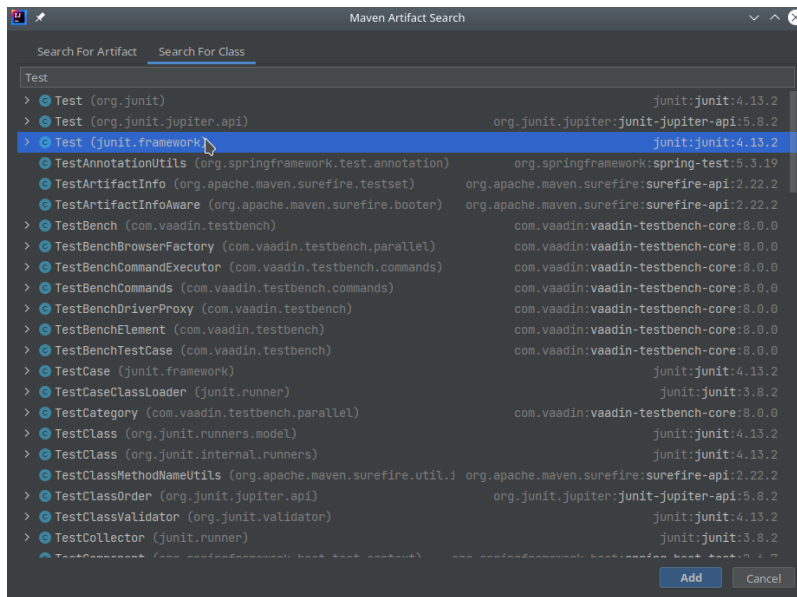 Maven Artifact Search
Search For Artifact Search For Class
Test
Test (org.junit) junit:junit:4.13.2
Test (org.junit.jupiter.api) org.junit.jupiter:junit-jupiter-api:5.8.2
Test (junit.framework) junit:junit:4.13.2
TestAnnotationUtils (org.springframework.test.annotation) org.springframework:spring-test:5.3.19
TestArtifactInfo (org.apache.maven.surefire.testset) org.apache.maven.surefire:surefire-api:2.22.2
TestArtifactInfoAware (org.apache.maven.surefire.booter) org.apache.maven.surefire:surefire-api:2.22.2
TestBench (com.vaadin.testbench) com.vaadin:vaadin-testbench-core:8.0.0
TestBenchBrowserFactory (com.vaadin.testbench.parallel) com.vaadin:vaadin-testbench-core:8.0.0
TestBenchCommandExecutor (com.vaadin.testbench.commands) com.vaadin:vaadin-testbench-core:8.0.0
TestBenchCommands (com.vaadin.testbench.commands) com.vaadin:vaadin-testbench-core:8.0.0
TestBenchDriverProxy (com.vaadin.testbench) com.vaadin:vaadin-testbench-core:8.0.0
TestBenchElement (com.vaadin.testbench) com.vaadin:vaadin-testbench-core:8.0.0
TestBenchTestCase (com.vaadin.testbench) com.vaadin:vaadin-testbench-core:8.0.0
TestCase (junit.framework) junit:junit:4.13.2
TestCaseClassLoader (junit.runner) junit:junit:3.8.2
TestCategory (com.vaadin.testbench.parallel) com.vaadin:vaadin-testbench-core:8.0.0
TestClass (org.junit.runners.model) junit:junit:4.13.2
TestClass (org.junit.internal.runners) junit:junit:4.13.2
TestClassMethodNameUtils (org.apache.maven.surefire.util.i org.apache.maven.surefire:surefire-api:2.22.2
TestClassOrder (org.junit.jupiter.api) org.junit.jupiter:junit-jupiter-api:5.8.2
TestClassValidator (org.junit.validator) junit:junit:4.13.2
TestCollector (junit.runner) junit:junit:3.8.2
Add Cancel